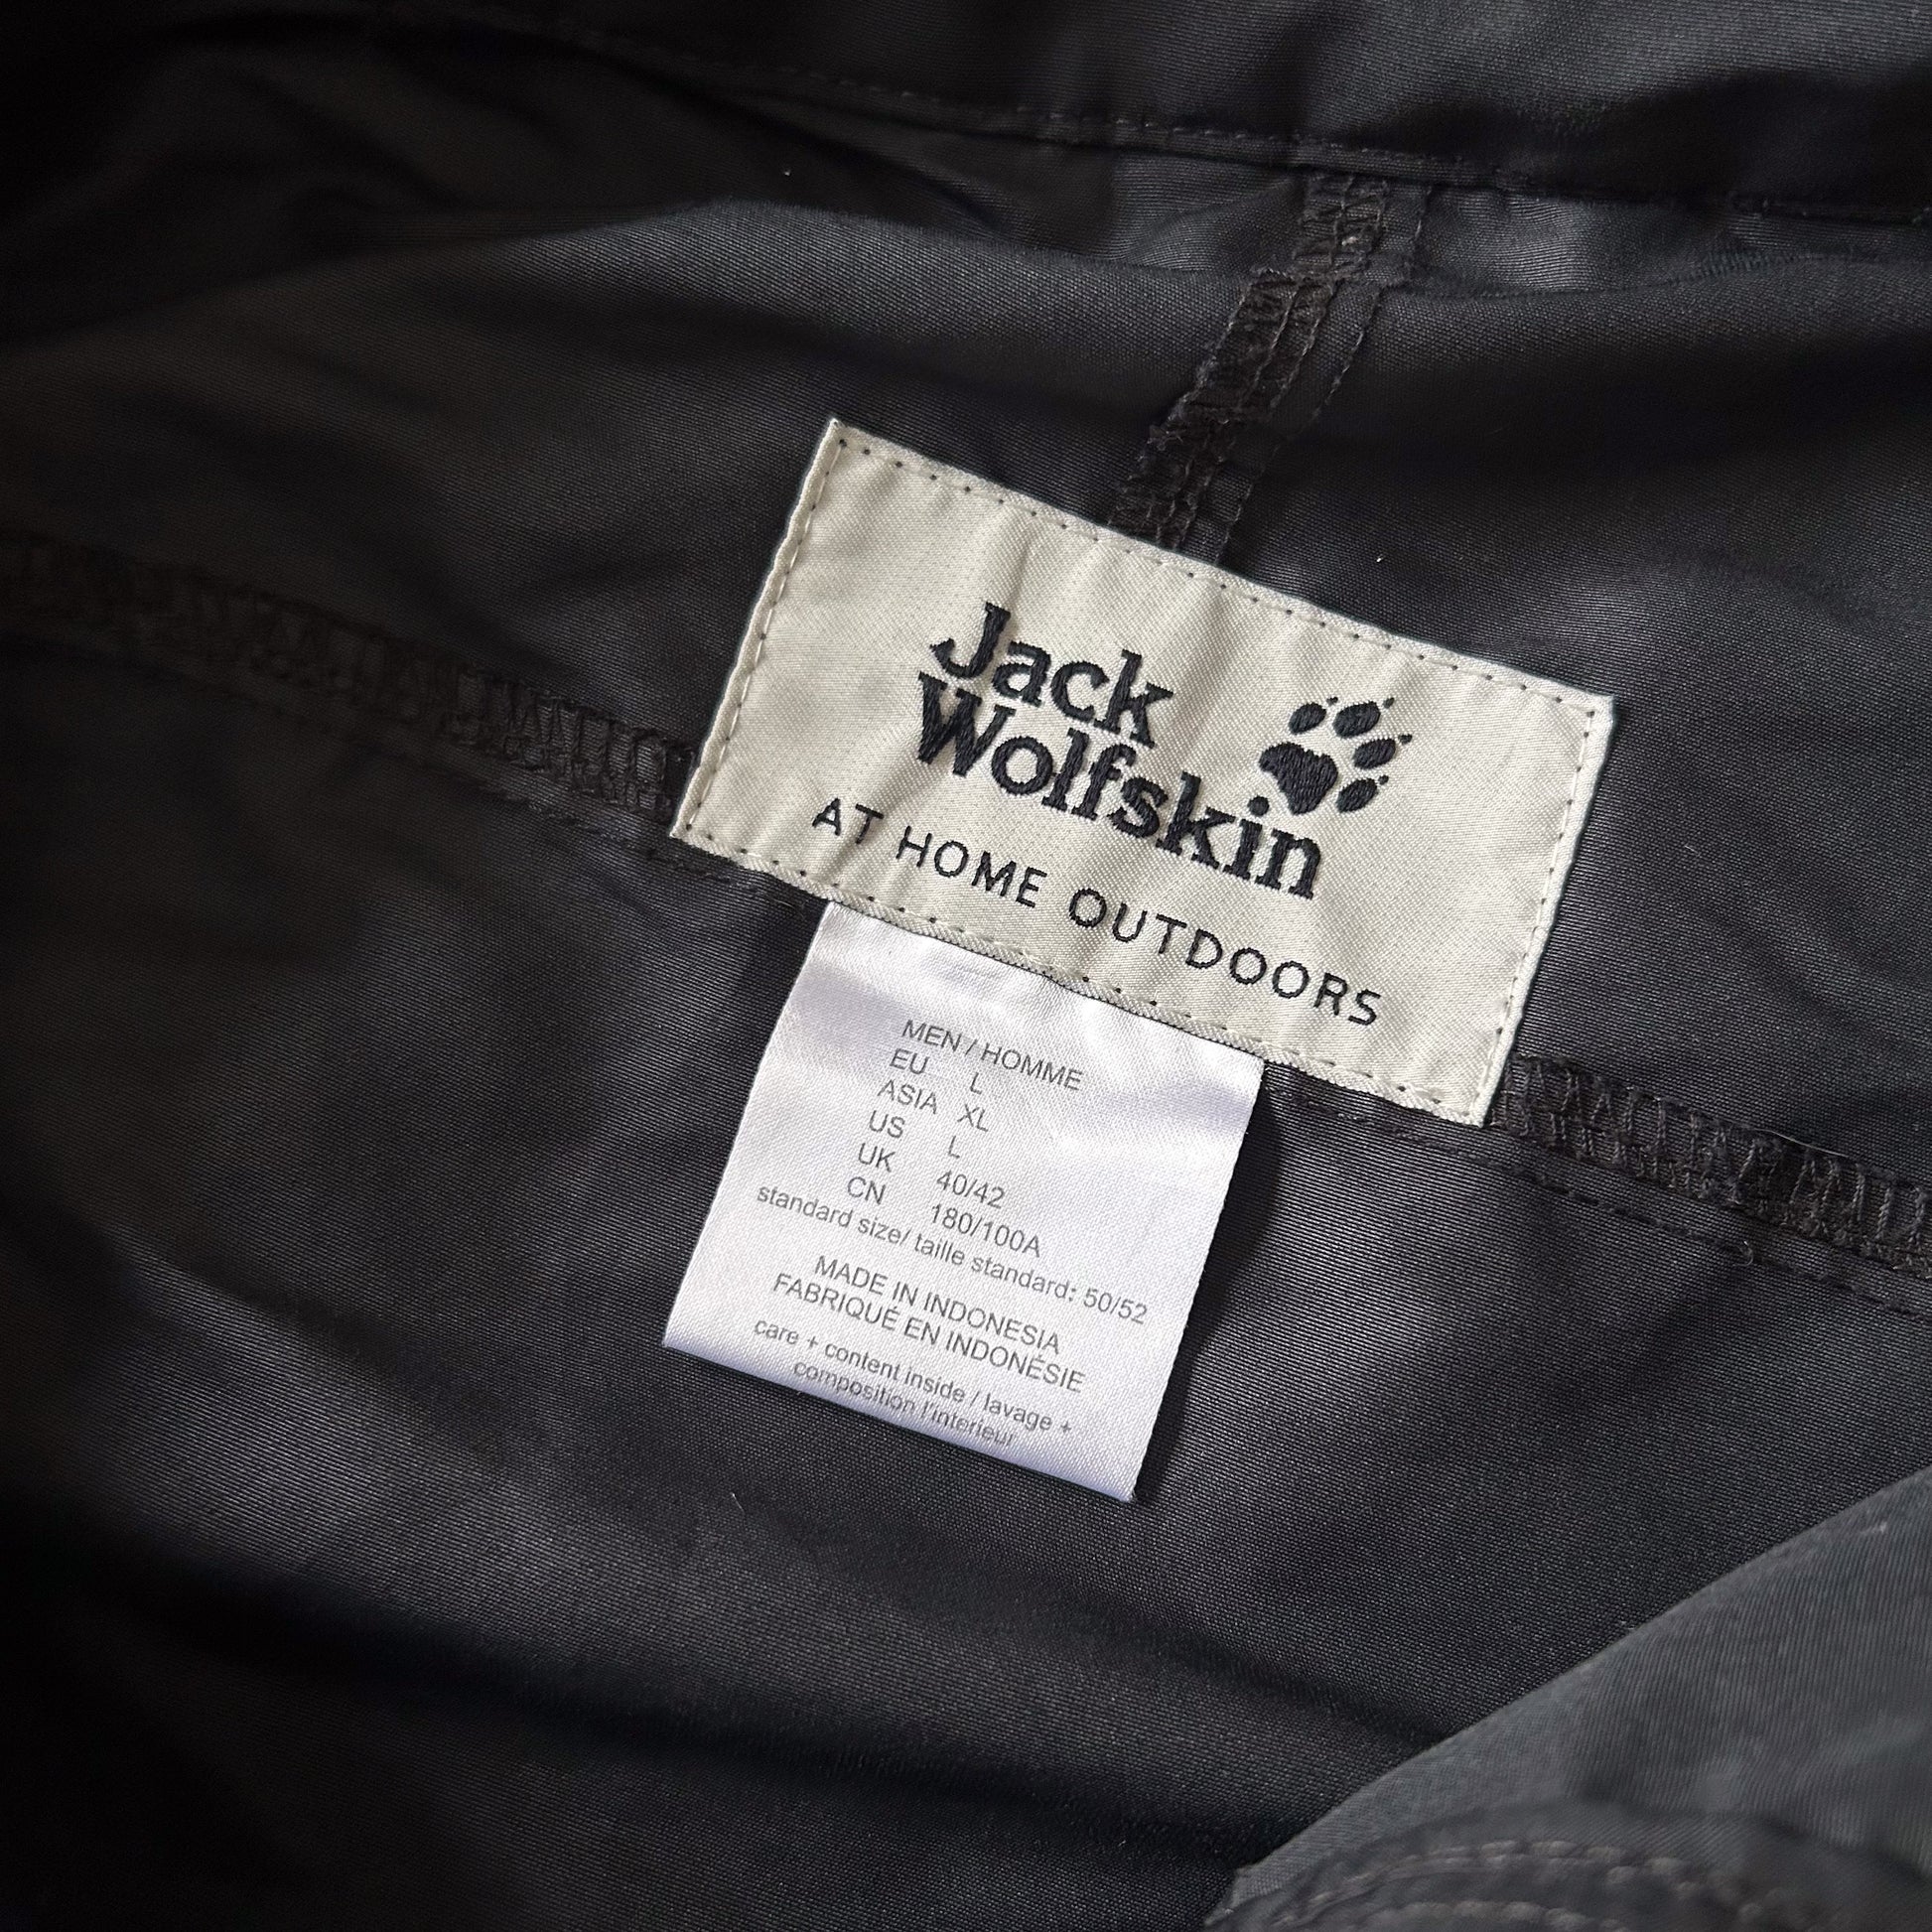 Jack
Wolfskin
AT HOME OUTDOORS
MEN / HOMME
EU L
ASIA XL
US L
UK 40/42
CN 180/100A
standard size/ taille standard: 50/52
MADE IN INDONESIA
FABRIQUÉ EN INDONÉSIE
care + content inside / lavage +
composition l'interieur